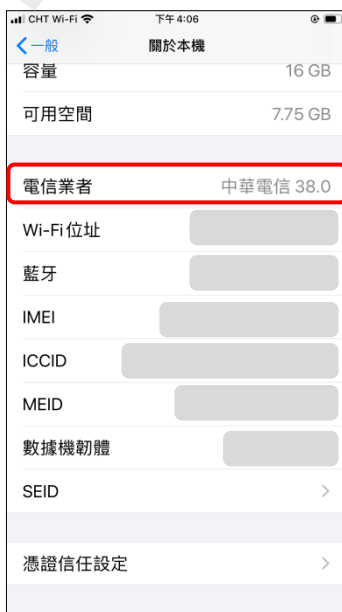 CHT Wi-Fi 下午4:06
一般 關於本機
容量 16 GB
可用空間 7.75 GB
電信業者 中華電信 38.0
Wi-Fi 位址
藍牙
IMEI
ICCID
MEID
數據機韌體
SEID
憑證信任設定